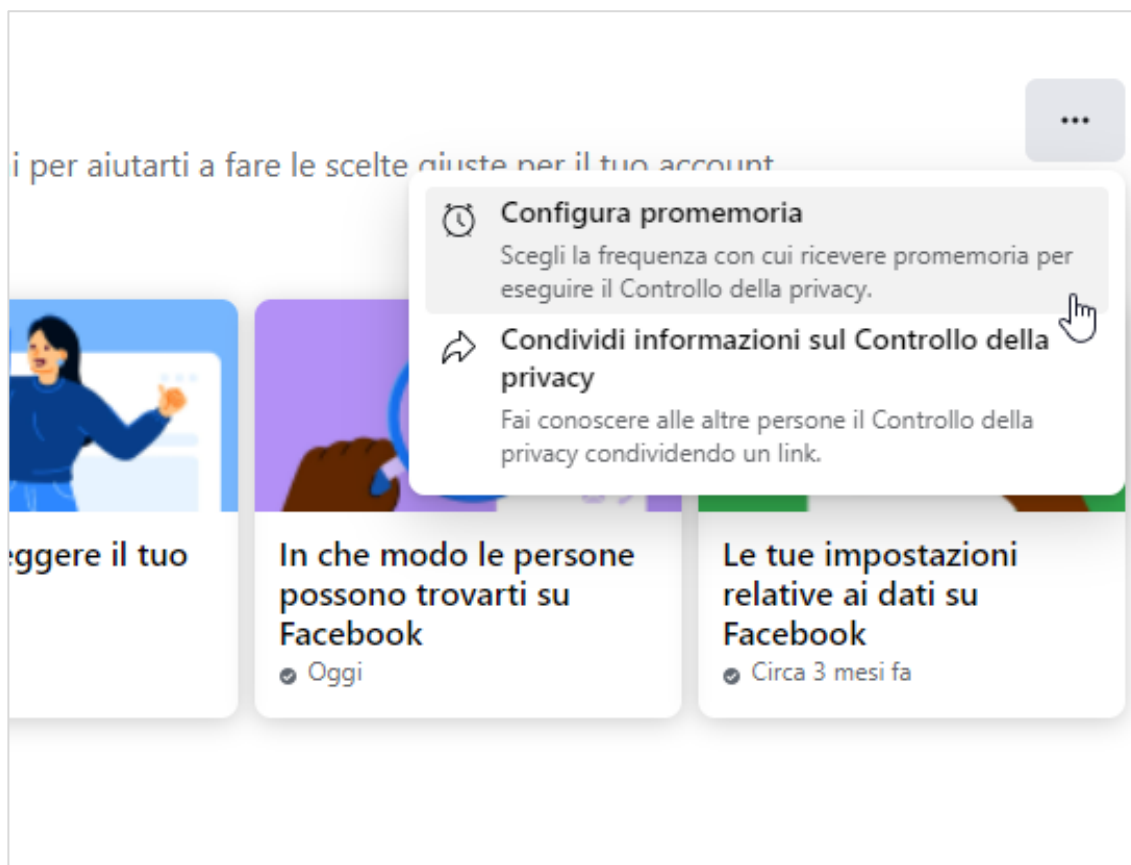 i per aiutarti a fare le scelte giuste per il tuo account
Configura promemoria
Scegli la frequenza con cui ricevere promemoria per
eseguire il Controllo della privacy.
Condividi informazioni sul Controllo della
privacy
Fai conoscere alle altre persone il Controllo della
privacy condividendo un link.
eggere il tuo
In che modo le persone
possono trovarti su
Facebook
Oggi
Le tue impostazioni
relative ai dati su
Facebook
Circa 3 mesi fa